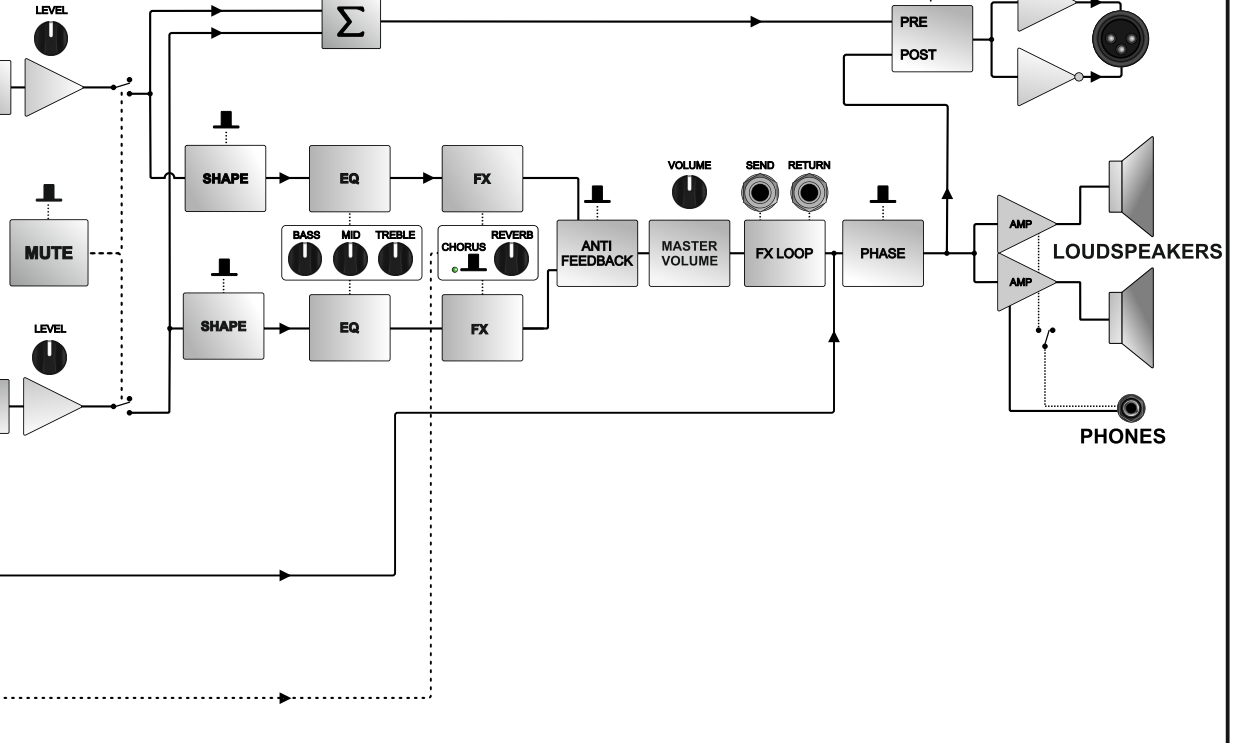 LEVEL
Σ
PRE
POST
SHAPE
EQ
FX
VOLUME
SEND
RETURN
MUTE
BASS
MID
TREBLE
CHORUS
REVERB
ANTI
FEEDBACK
MASTER
VOLUME
FX LOOP
PHASE
AMP
LOUDSPEAKERS
AMP
LEVEL
SHAPE
EQ
FX
PHONES